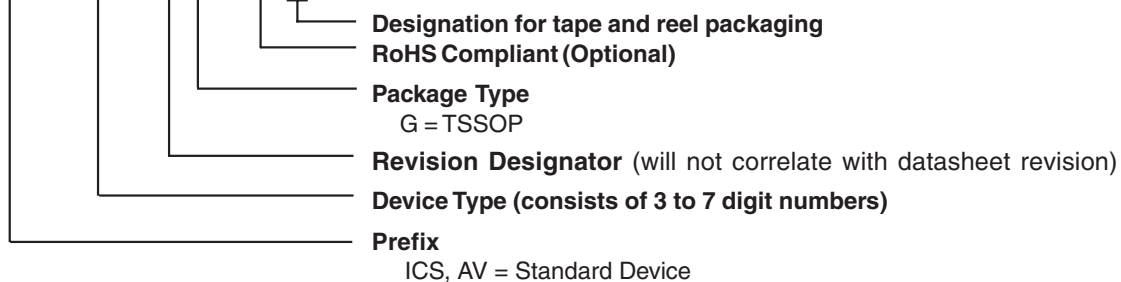 Designation for tape and reel packaging
RoHS Compliant (Optional)
Package Type
G = TSSOP
Revision Designator (will not correlate with datasheet revision)
Device Type (consists of 3 to 7 digit numbers)
Prefix
ICS, AV = Standard Device